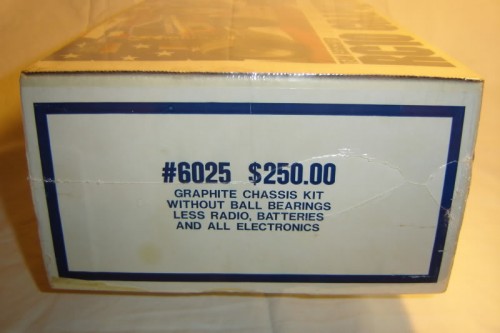 #6025 $250.00
GRAPHITE CHASSIS KIT
WITHOUT BALL BEARINGS
LESS RADIO, BATTERIES
AND ALL ELECTRONICS